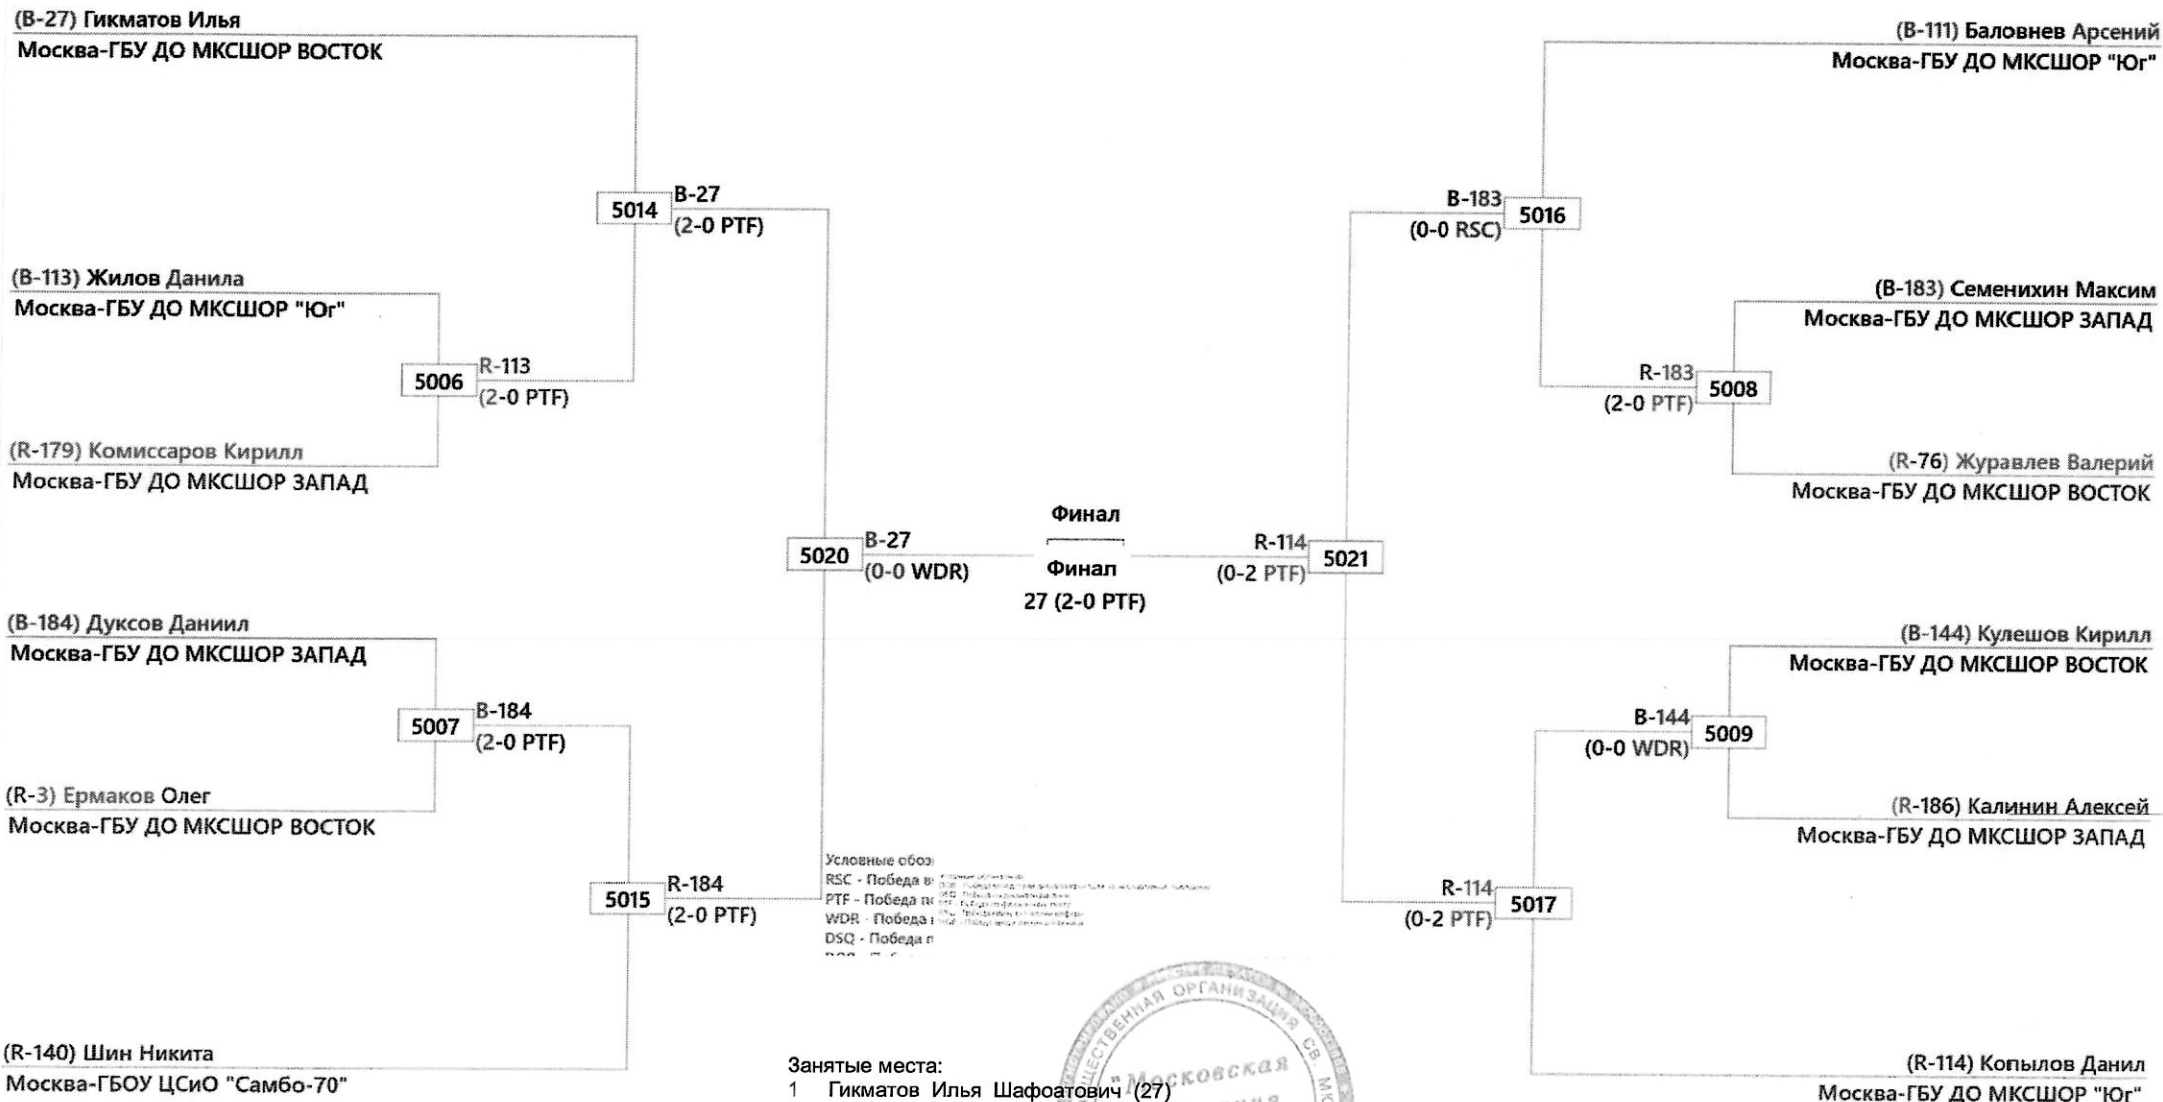 (B-27) Гикматов Илья
Москва-ГБУ ДО МКСШОР ВОСТОК
5014
B-27
(2-0 PTF)
(B-113) Жилов Данила
Москва-ГБУ ДО МКСШОР "Юг"
5006
R-113
(2-0 PTF)
(R-179) Комиссаров Кирилл
Москва-ГБУ ДО МКСШОР ЗАПАД
5020
B-27
(0-0 WDR)
(B-184) Дуксов Даниил
Москва-ГБУ ДО МКСШОР ЗАПАД
5007
B-184
(2-0 PTF)
(R-3) Ермаков Олег
Москва-ГБУ ДО МКСШОР ВОСТОК
5015
R-184
(2-0 PTF)
(R-140) Шин Никита
Москва-ГБОУ ЦСиО "Самбо-70"
Финал
Финал
27 (2-0 PTF)
(B-111) Баловнев Арсений
Москва-ГБУ ДО МКСШОР "Юг"
B-183
(0-0 RSC)
5016
(B-183) Семенихин Максим
Москва-ГБУ ДО МКСШОР ЗАПАД
R-183
(2-0 PTF)
5008
(R-76) Журавлев Валерий
Москва-ГБУ ДО МКСШОР ВОСТОК
R-114
(0-2 PTF)
5021
(B-144) Кулешов Кирилл
Москва-ГБУ ДО МКСШОР ВОСТОК
B-144
(0-0 WDR)
5009
(R-186) Калинин Алексей
Москва-ГБУ ДО МКСШОР ЗАПАД
R-114
(0-2 PTF)
5017
(R-114) Копылов Данил
Москва-ГБУ ДО МКСШОР "Юг"
Условные обоз
RSC - Победа в
PTF - Победа по
WDR - Победа
DSQ - Победа п
Занятые места:
1 Гикматов Илья Шафоатович (27)
ОРГАНИЗАЦИЯ СВ
"Московская